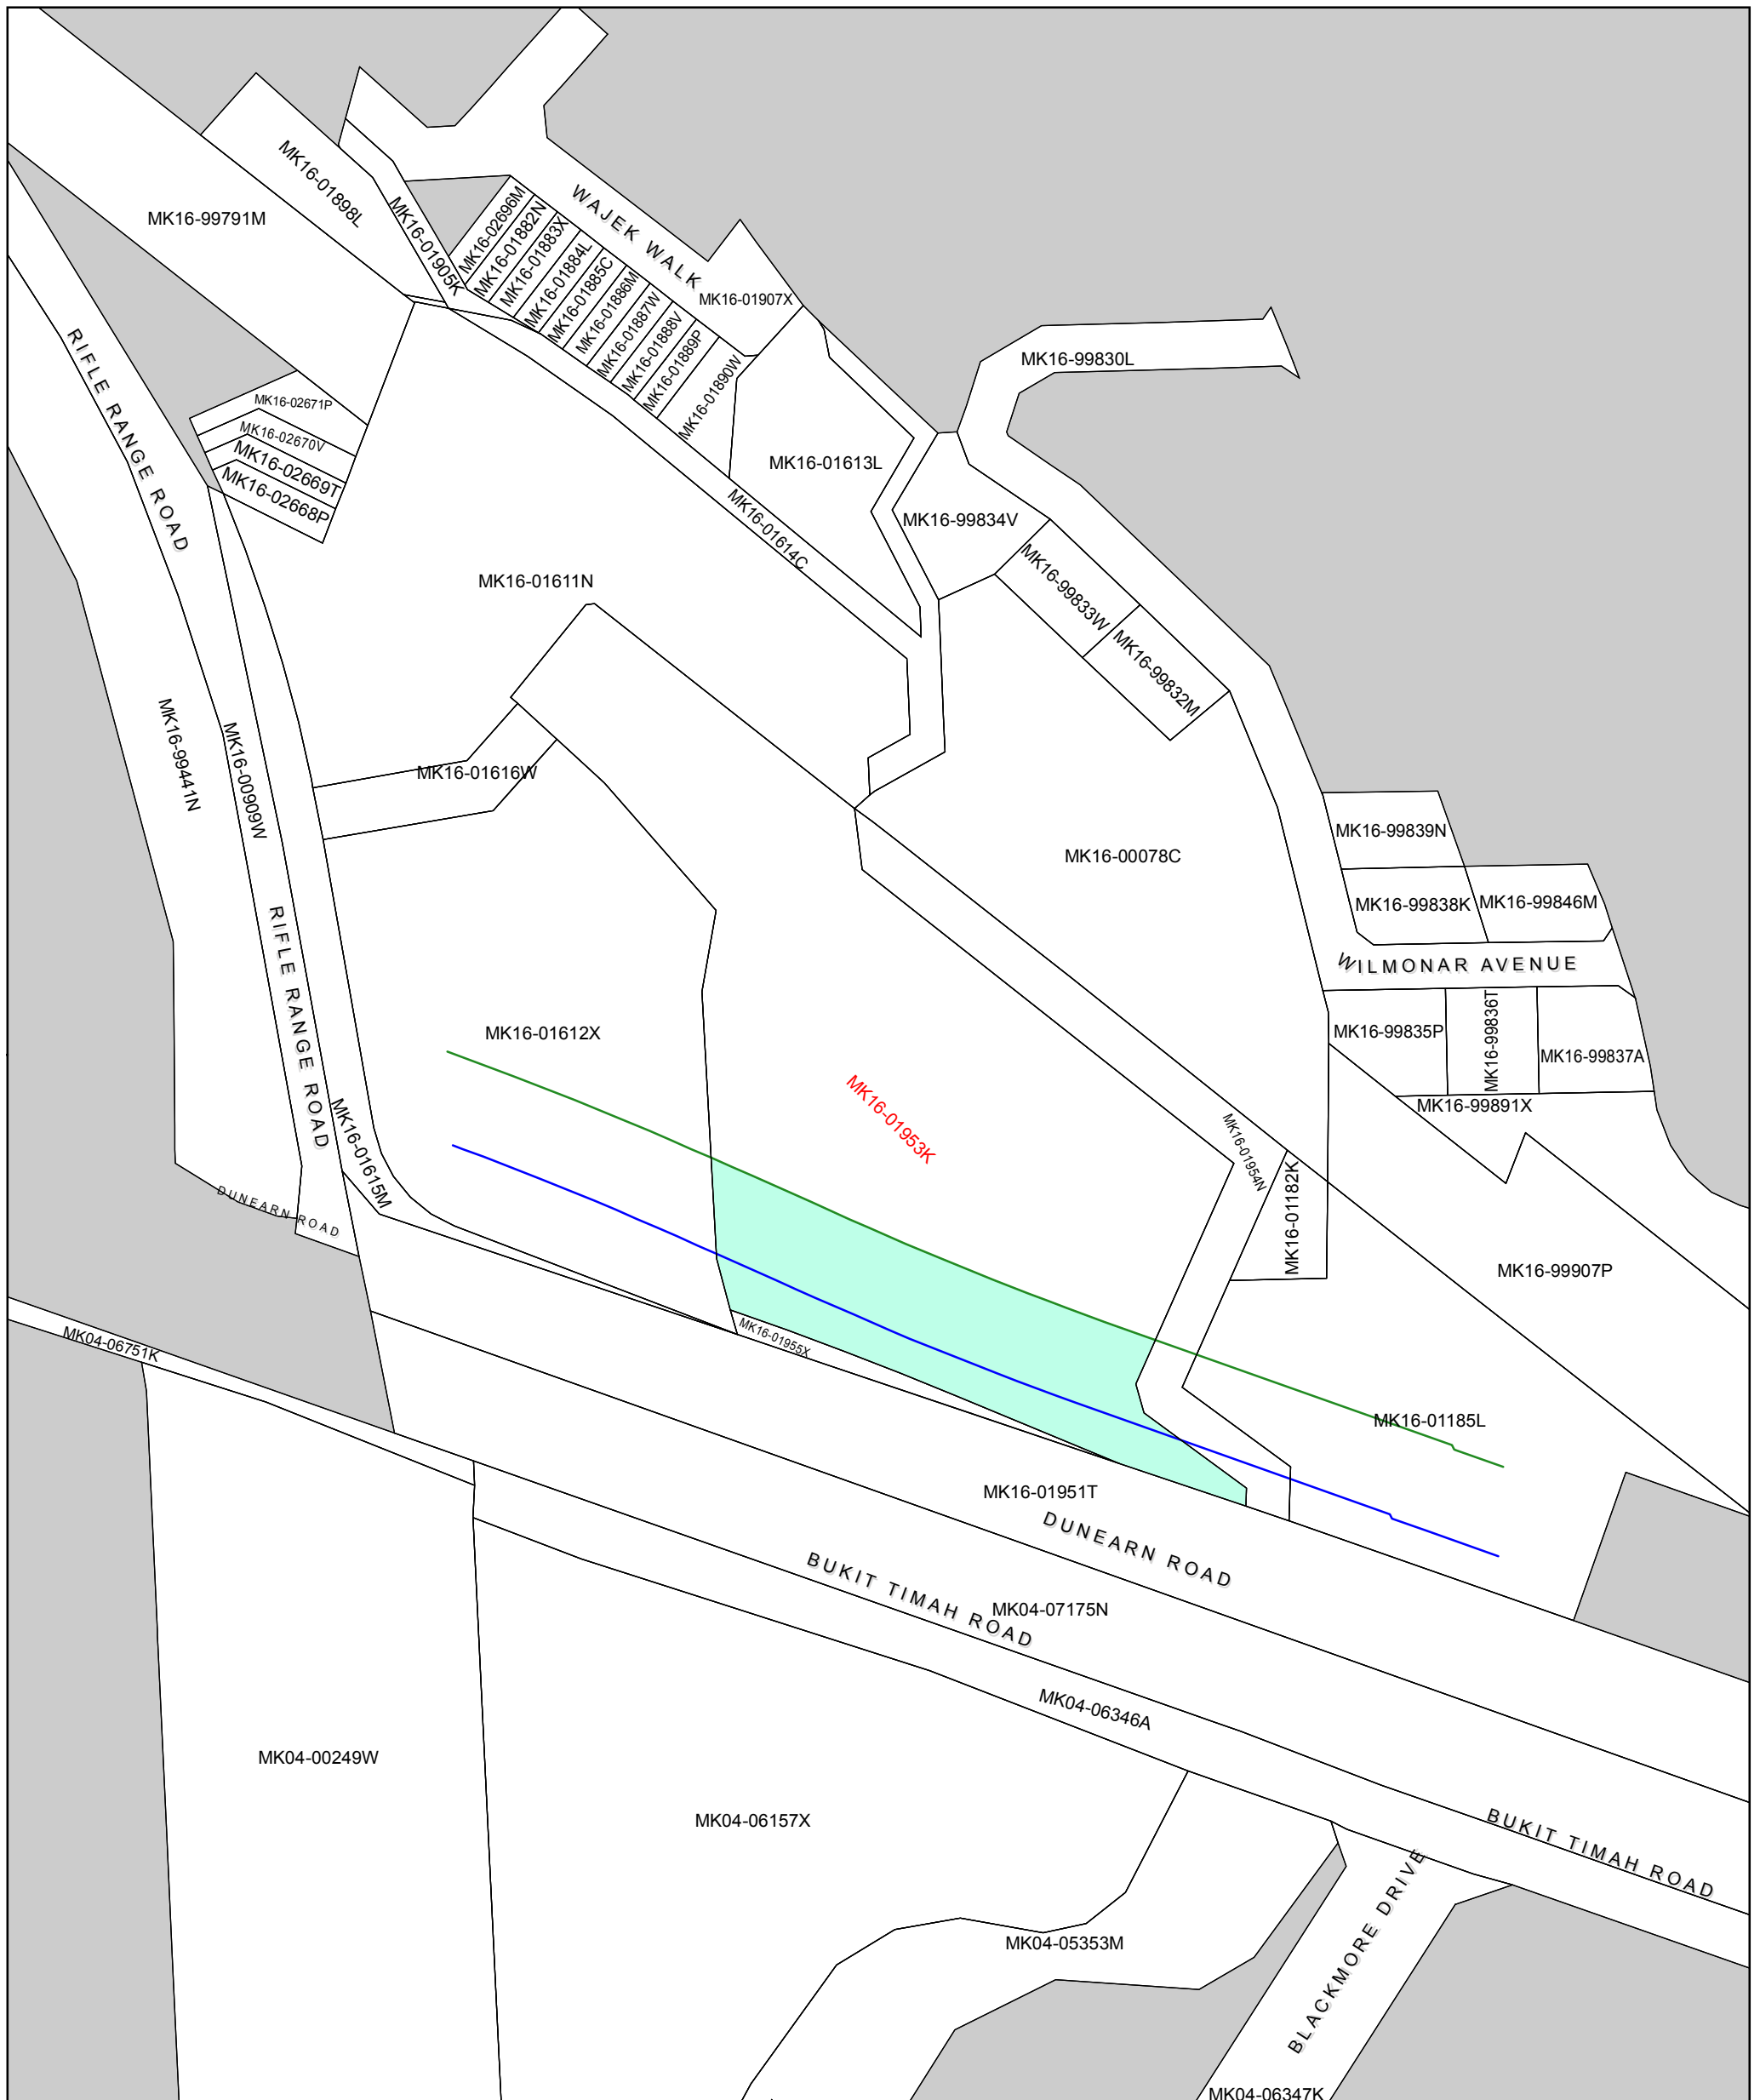 MK16-01898L
MK16-99791M
MK16-01905K
WAJEK WALK
MK16-02696M
MK16-01882N
MK16-01883X
MK16-01884L
MK16-01885C
MK16-01886M
MK16-01887W
MK16-01888V
MK16-01889P
MK16-01890W
MK16-01907X
MK16-99830L
RIFLE RANGE ROAD
MK16-02671P
MK16-02670V
MK16-02669T
MK16-02668P
MK16-01613L
MK16-01614C
MK16-99834V
MK16-99833W
MK16-99832M
MK16-01611N
MK16-99441N
MK16-00909W
MK16-01616W
MK16-00078C
MK16-99839N
MK16-99838K
MK16-99846M
WILMONAR AVENUE
MK16-99835P
MK16-99836T
MK16-99837A
MK16-99891X
RIFLE RANGE ROAD
MK16-01612X
MK16-01953K
MK16-01615M
MK16-01954N
MK16-01182K
DUNEARN ROAD
MK16-99907P
MK04-06751K
MK16-01955X
MK16-01185L
MK16-01951T
DUNEARN ROAD
BUKIT TIMAH ROAD
MK04-07175N
MK04-06346A
MK04-00249W
MK04-06157X
BUKIT TIMAH ROAD
BLACKMORE DRIVE
MK04-05353M
MK04-06347K